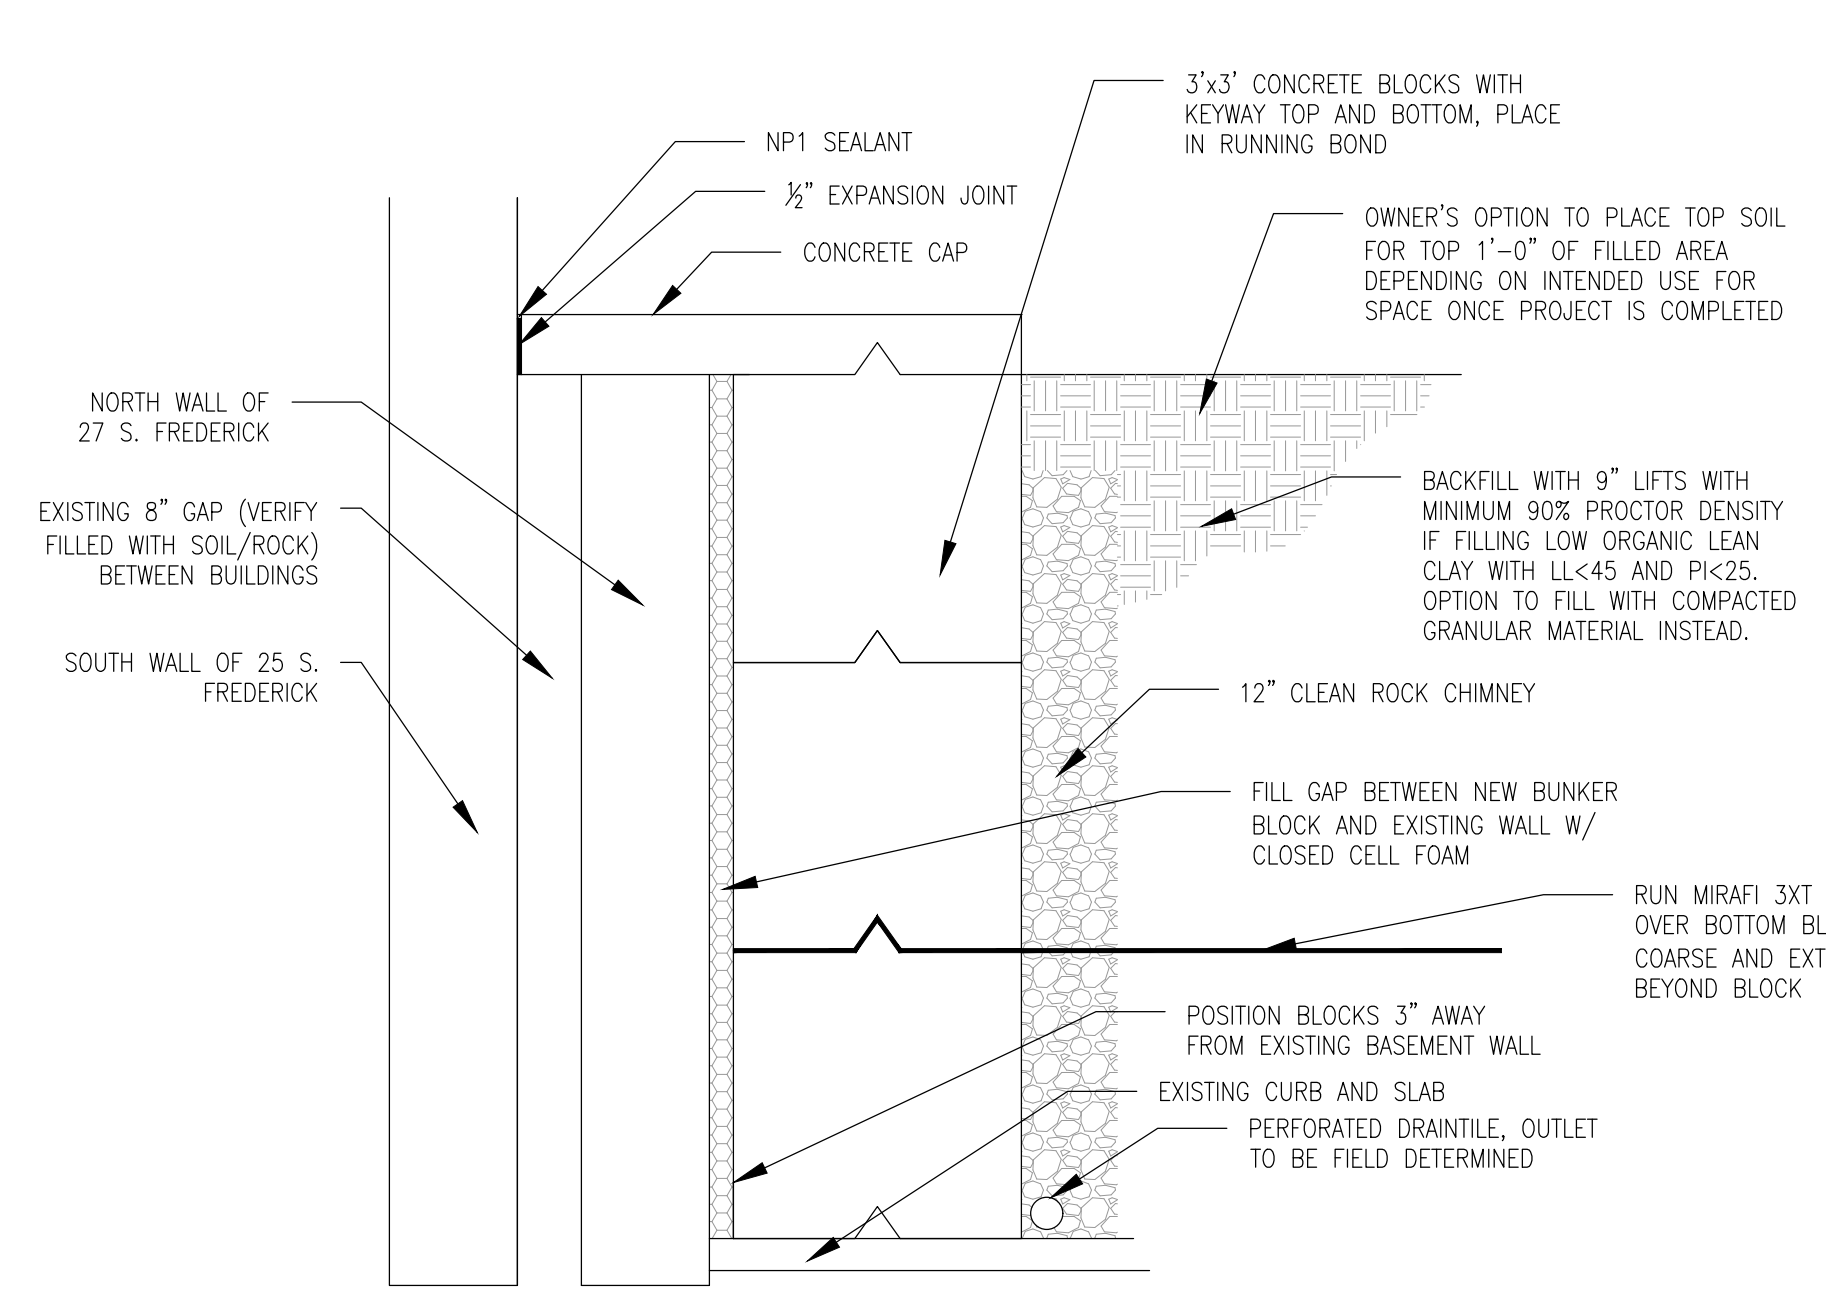 3'x3' CONCRETE BLOCKS WITH
KEYWAY TOP AND BOTTOM, PLACE
IN RUNNING BOND
NP1 SEALANT
½" EXPANSION JOINT
CONCRETE CAP
OWNER'S OPTION TO PLACE TOP SOIL
FOR TOP 1'-0" OF FILLED AREA
DEPENDING ON INTENDED USE FOR
SPACE ONCE PROJECT IS COMPLETED
NORTH WALL OF
27 S. FREDERICK
EXISTING 8" GAP (VERIFY
FILLED WITH SOIL/ROCK)
BETWEEN BUILDINGS
SOUTH WALL OF 25 S.
FREDERICK
BACKFILL WITH 9" LIFTS WITH
MINIMUM 90% PROCTOR DENSITY
IF FILLING LOW ORGANIC LEAN
CLAY WITH LL<45 AND PI<25.
OPTION TO FILL WITH COMPACTED
GRANULAR MATERIAL INSTEAD.
12" CLEAN ROCK CHIMNEY
FILL GAP BETWEEN NEW BUNKER
BLOCK AND EXISTING WALL W/
CLOSED CELL FOAM
RUN MIRAFI 3XT
OVER BOTTOM BL
COARSE AND EXT
BEYOND BLOCK
POSITION BLOCKS 3" AWAY
FROM EXISTING BASEMENT WALL
EXISTING CURB AND SLAB
PERFORATED DRAINTILE, OUTLET
TO BE FIELD DETERMINED